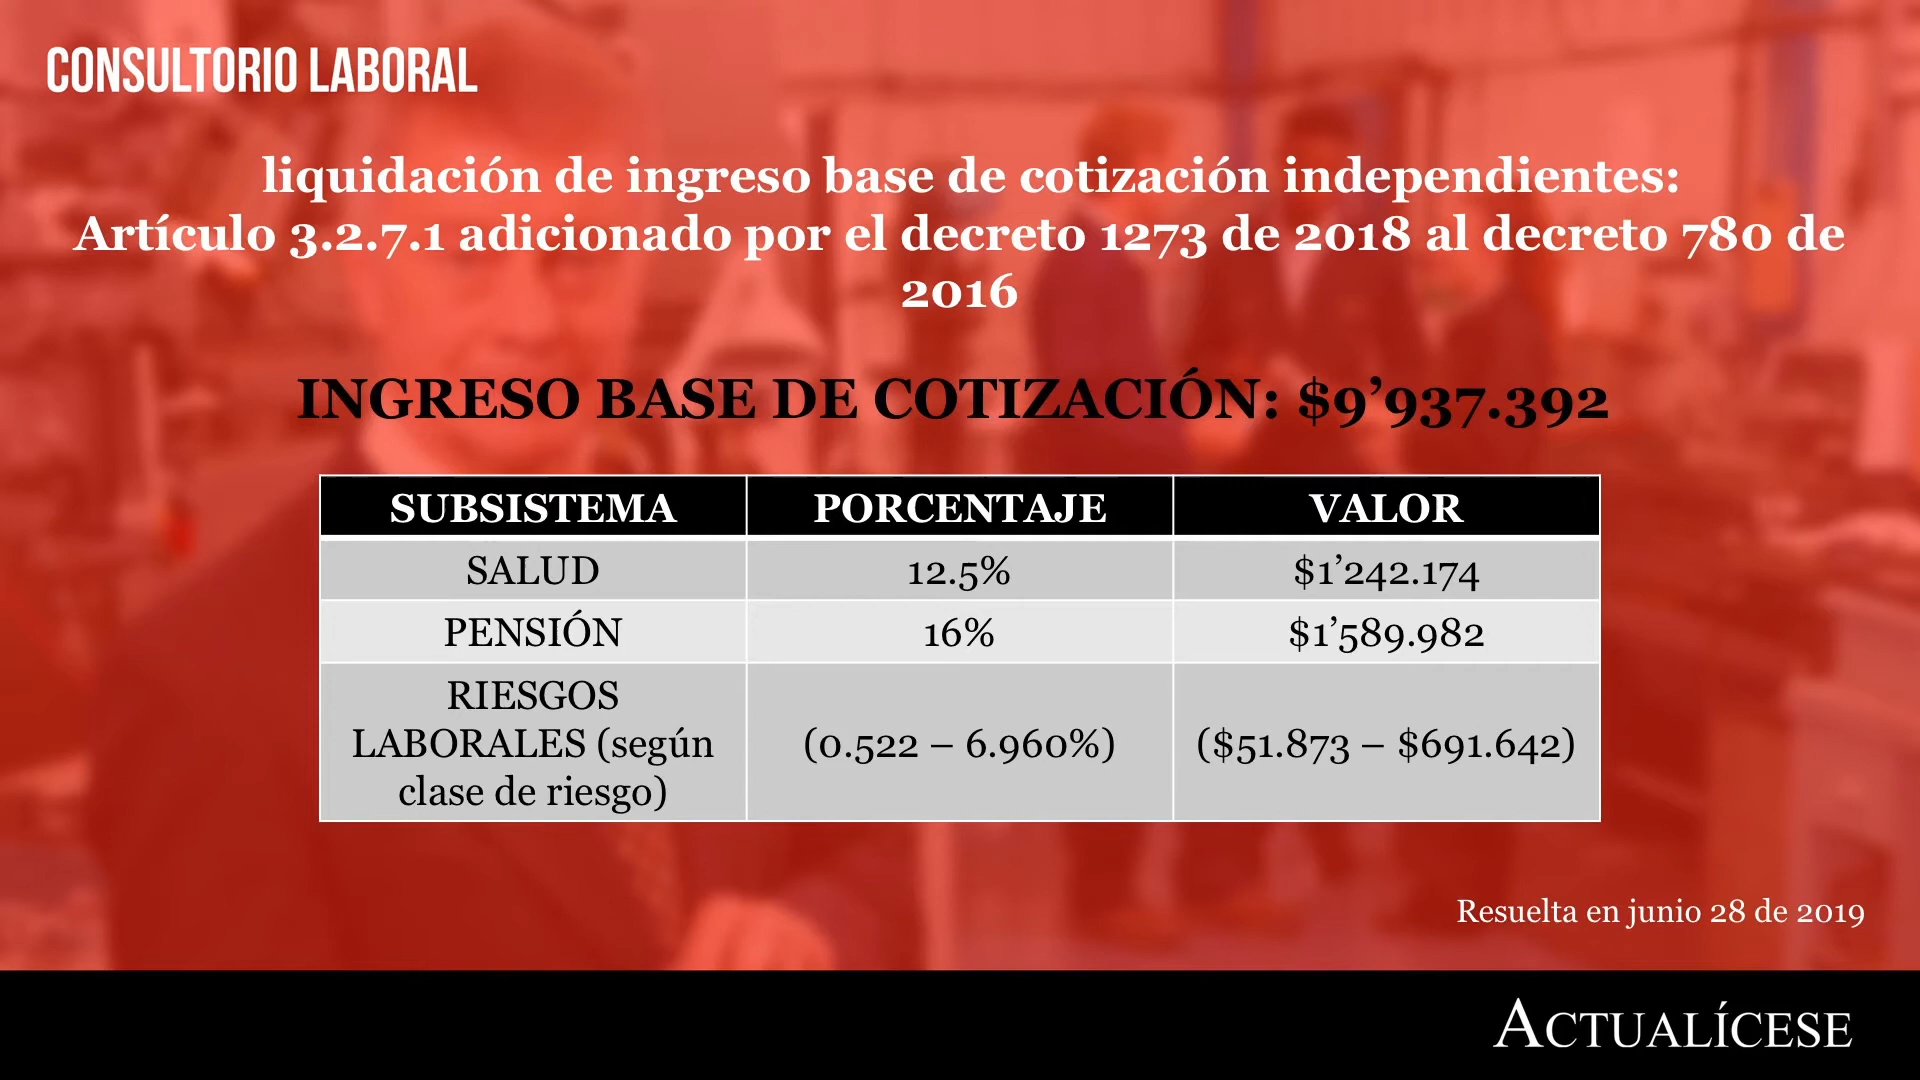 CONSULTORIO LABORAL
liquidación de ingreso base de cotización independientes:
Artículo 3.2.7.1 adicionado por el decreto 1273 de 2018 al decreto 780 de
2016
INGRESO BASE DE COTIZACIÓN: $9’937.392
SUBSISTEMA PORCENTAJE VALOR
SALUD 12.5% $1’242.174
PENSIÓN 16% $1’589.982
RIESGOS
LABORALES (según
clase de riesgo) (0.522 – 6.960%) ($51.873 – $691.642)
Resuelta en junio 28 de 2019
ACTUALÍCESE